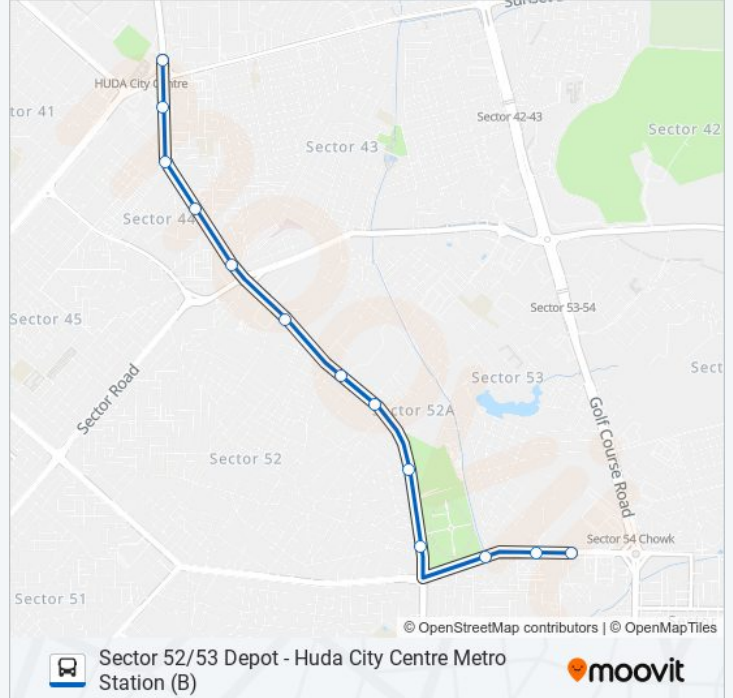 Sunset
HUDA City Centre
tor 41
Sector 42-43
Sector 42
Sector 43
Sector 44
Sector 45
Sector 53-54
Sect
Sector Road
Sector 53
ctor 52A
Golf Course Road
Sector 52
Sector 54 Chowk
Sector 51
© OpenStreetMap contributors | © OpenMapTiles
Sector 52/53 Depot - Huda City Centre Metro
Station (B)
moovit